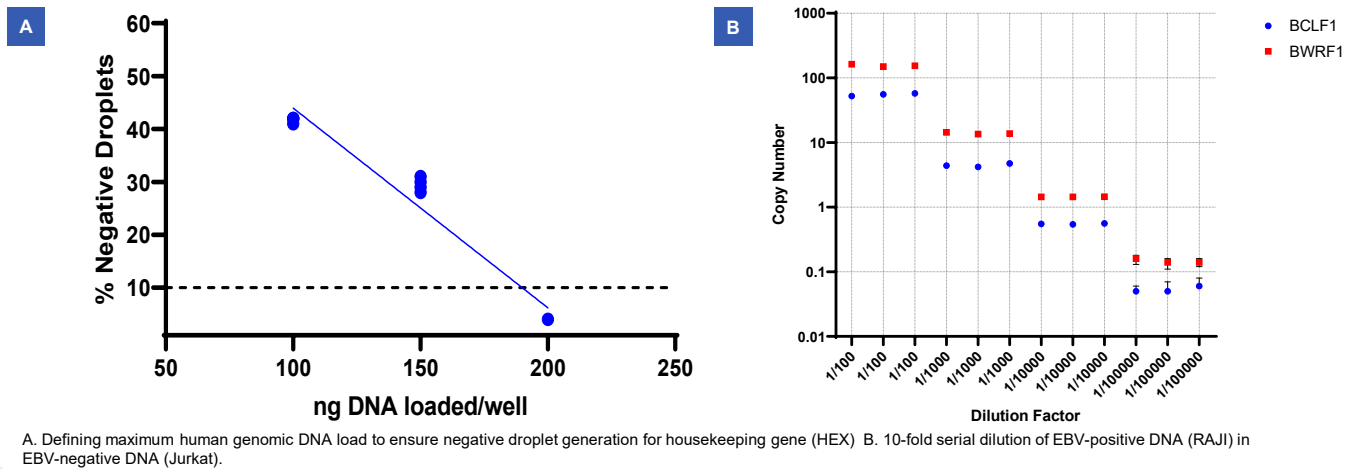 A
60
50
40
30
20
10
% Negative Droplets
50 100 150 200 250
ng DNA loaded/well
B
1000
100
10
1
0.1
0.01
Copy Number
1/100 1/100 1/100 1/1000 1/1000 1/1000 1/10000 1/10000 1/10000 1/100000 1/100000 1/100000
Dilution Factor
BCLF1
BWRF1
A. Defining maximum human genomic DNA load to ensure negative droplet generation for housekeeping gene (HEX) B. 10-fold serial dilution of EBV-positive DNA (RAJI) in
EBV-negative DNA (Jurkat).